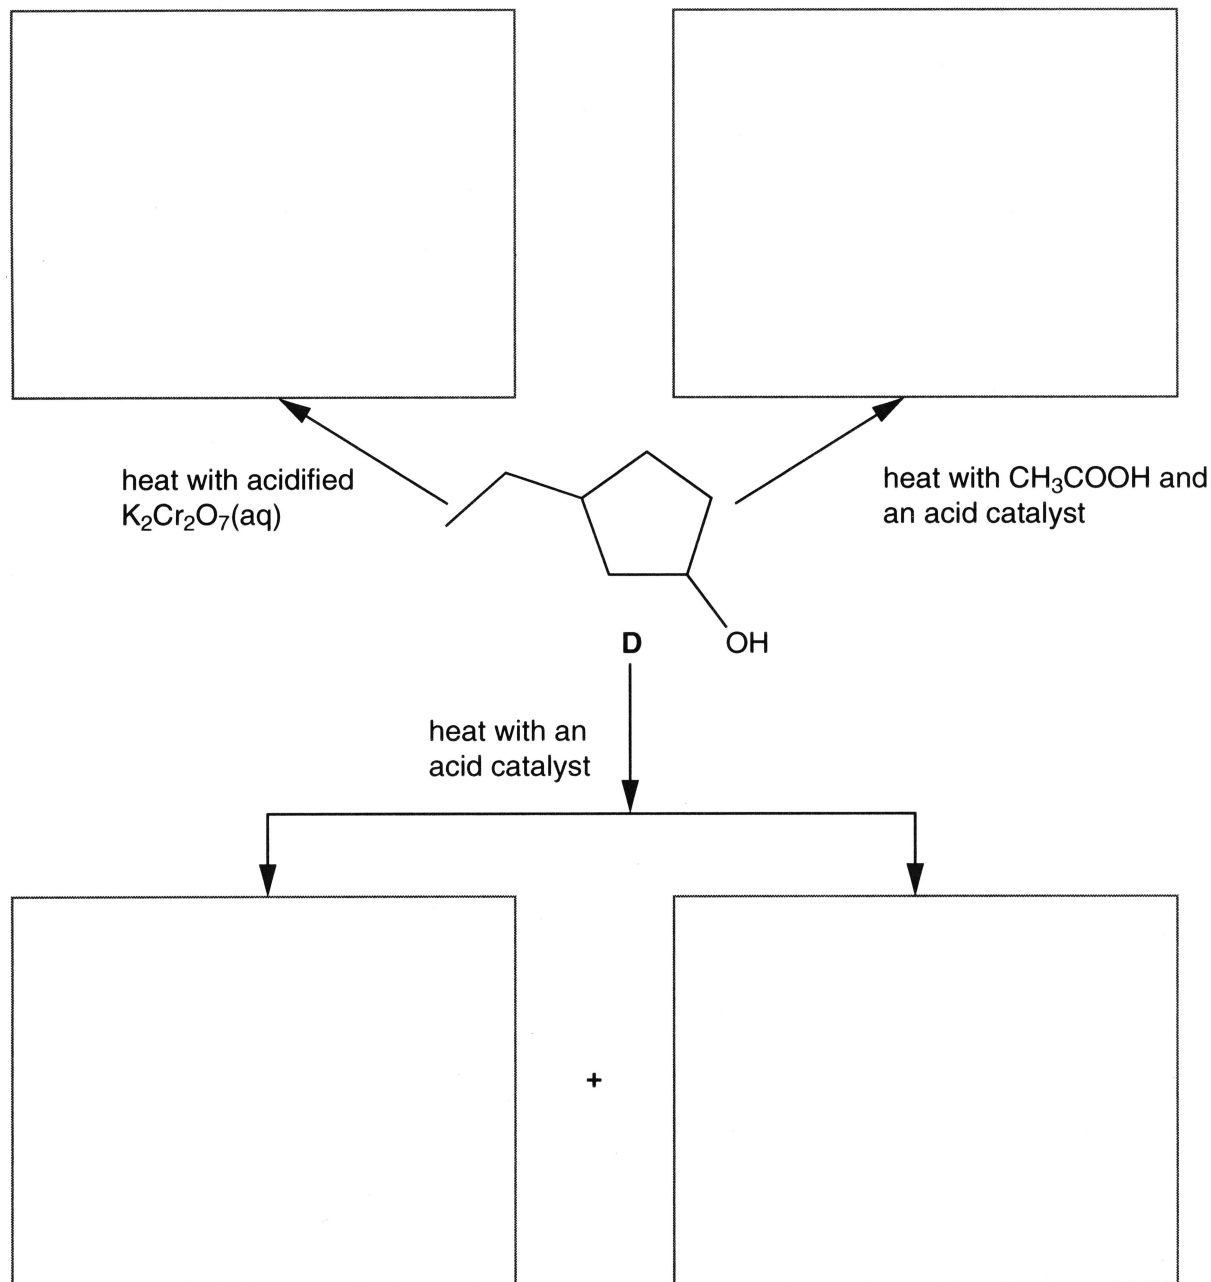 heat with acidified
K₂Cr₂O₇(aq)
heat with CH₃COOH and
an acid catalyst
D
OH
heat with an
acid catalyst
+